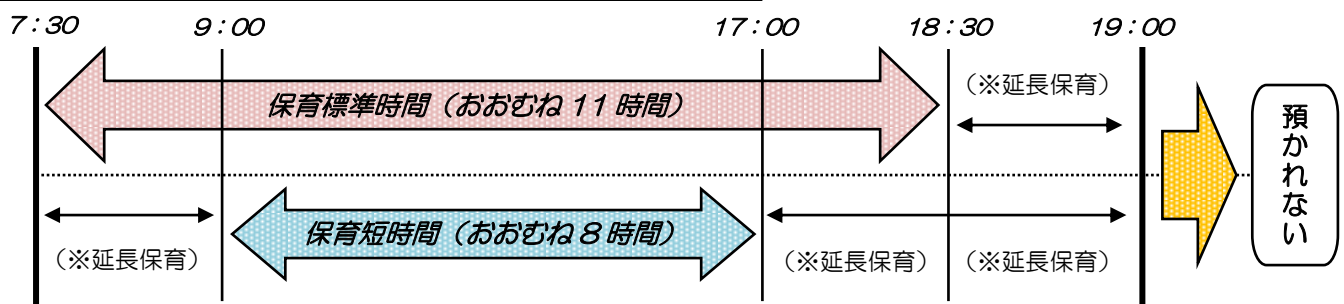 7:30
9:00
17:00
18:30
19:00
保育標準時間（おおむね11時間）
（※延長保育）
預かれない
（※延長保育）
保育短時間（おおむね8時間）
（※延長保育）
（※延長保育）